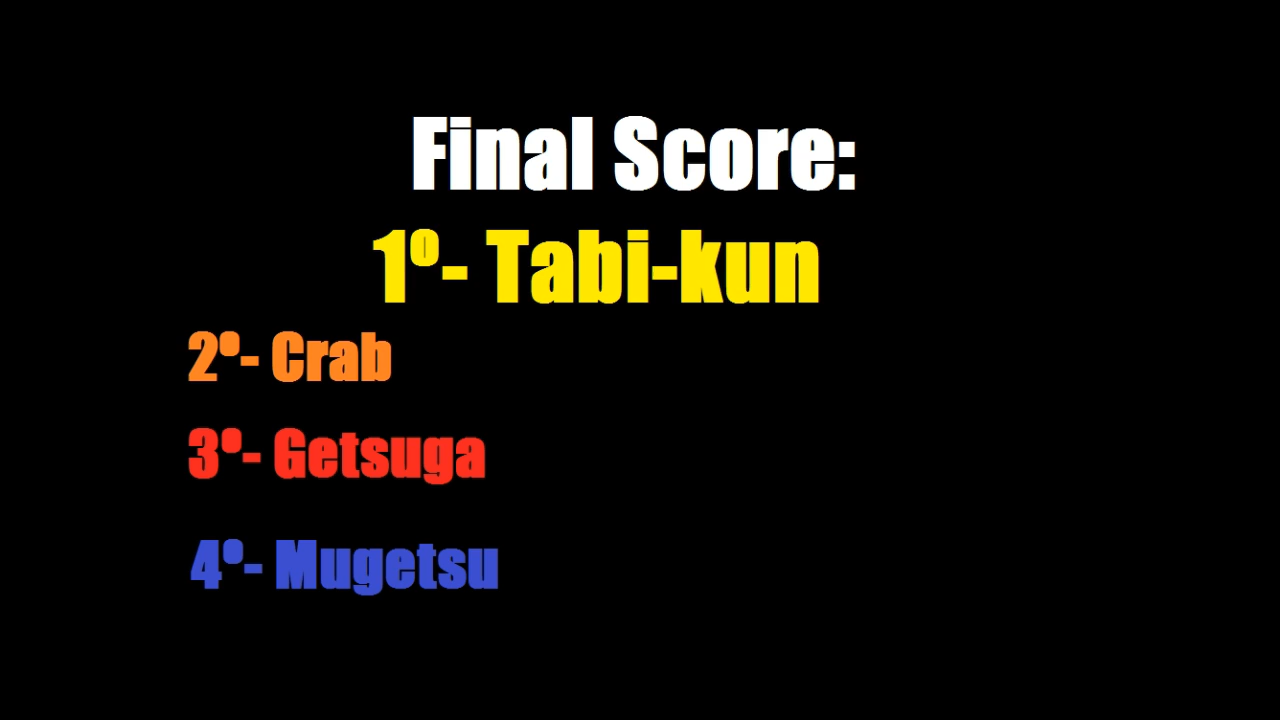 Final Score:
1º- Tabi-kun
2º- Crab
3º- Getsuga
4º- Mugetsu